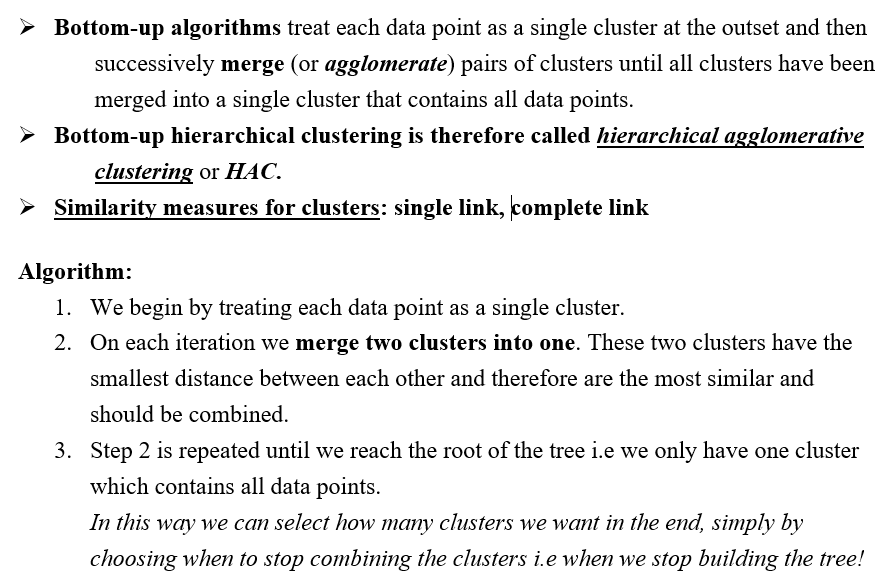 ➢ Bottom-up algorithms treat each data point as a single cluster at the outset and then
successively merge (or agglomerate) pairs of clusters until all clusters have been
merged into a single cluster that contains all data points.
➢ Bottom-up hierarchical clustering is therefore called hierarchical agglomerative
clustering or HAC.
➢ Similarity measures for clusters: single link, complete link
Algorithm:
1. We begin by treating each data point as a single cluster.
2. On each iteration we merge two clusters into one. These two clusters have the
smallest distance between each other and therefore are the most similar and
should be combined.
3. Step 2 is repeated until we reach the root of the tree i.e we only have one cluster
which contains all data points.
In this way we can select how many clusters we want in the end, simply by
choosing when to stop combining the clusters i.e when we stop building the tree!